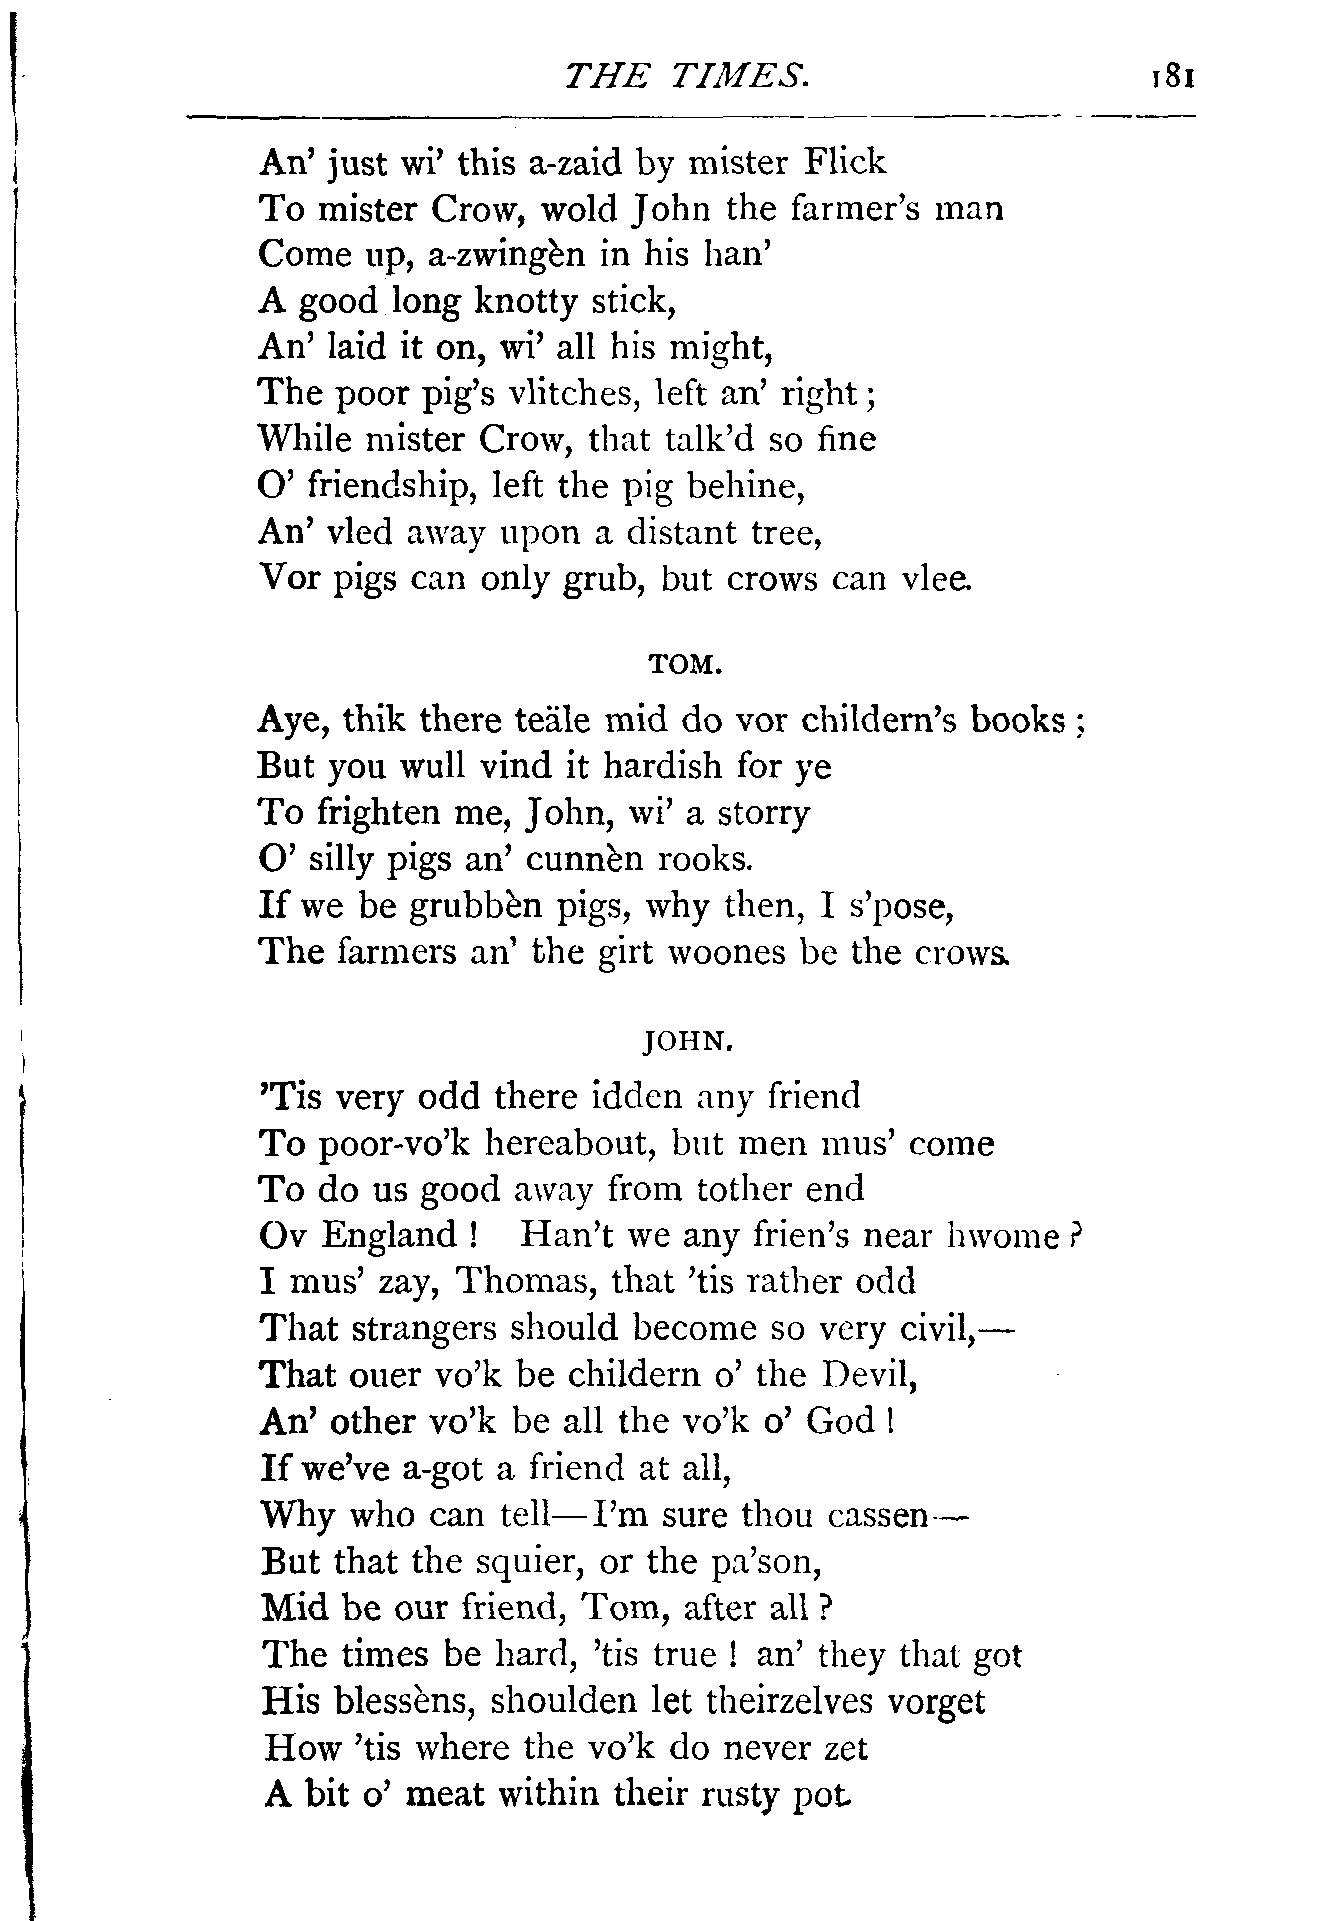 THE TIMES. 181
An' just wi' this a-zaid by mister Flick
To mister Crow, wold John the farmer's man
Come up, a-zwingèn in his han'
A good long knotty stick,
An' laid it on, wi' all his might,
The poor pig's vlitches, left an' right;
While mister Crow, that talk'd so fine
O' friendship, left the pig behine,
An' vled away upon a distant tree,
Vor pigs can only grub, but crows can vlee.
TOM.
Aye, thik there teäle mid do vor childern's books;
But you wull vind it hardish for ye
To frighten me, John, wi' a storry
O' silly pigs an' cunnèn rooks.
If we be grubbèn pigs, why then, I s'pose,
The farmers an' the girt woones be the crows.
JOHN.
'Tis very odd there idden any friend
To poor-vo'k hereabout, but men mus' come
To do us good away from tother end
Ov England! Han't we any frien's near hwome?
I mus' zay, Thomas, that 'tis rather odd
That strangers should become so very civil,—
That ouer vo'k be childern o' the Devil,
An' other vo'k be all the vo'k o' God!
If we've a-got a friend at all,
Why who can tell—I'm sure thou cassen—
But that the squier, or the pa'son,
Mid be our friend, Tom, after all?
The times be hard, 'tis true! an' they that got
His blessèns, shoulden let theirzelves vorget
How 'tis where the vo'k do never zet
A bit o' meat within their rusty pot.